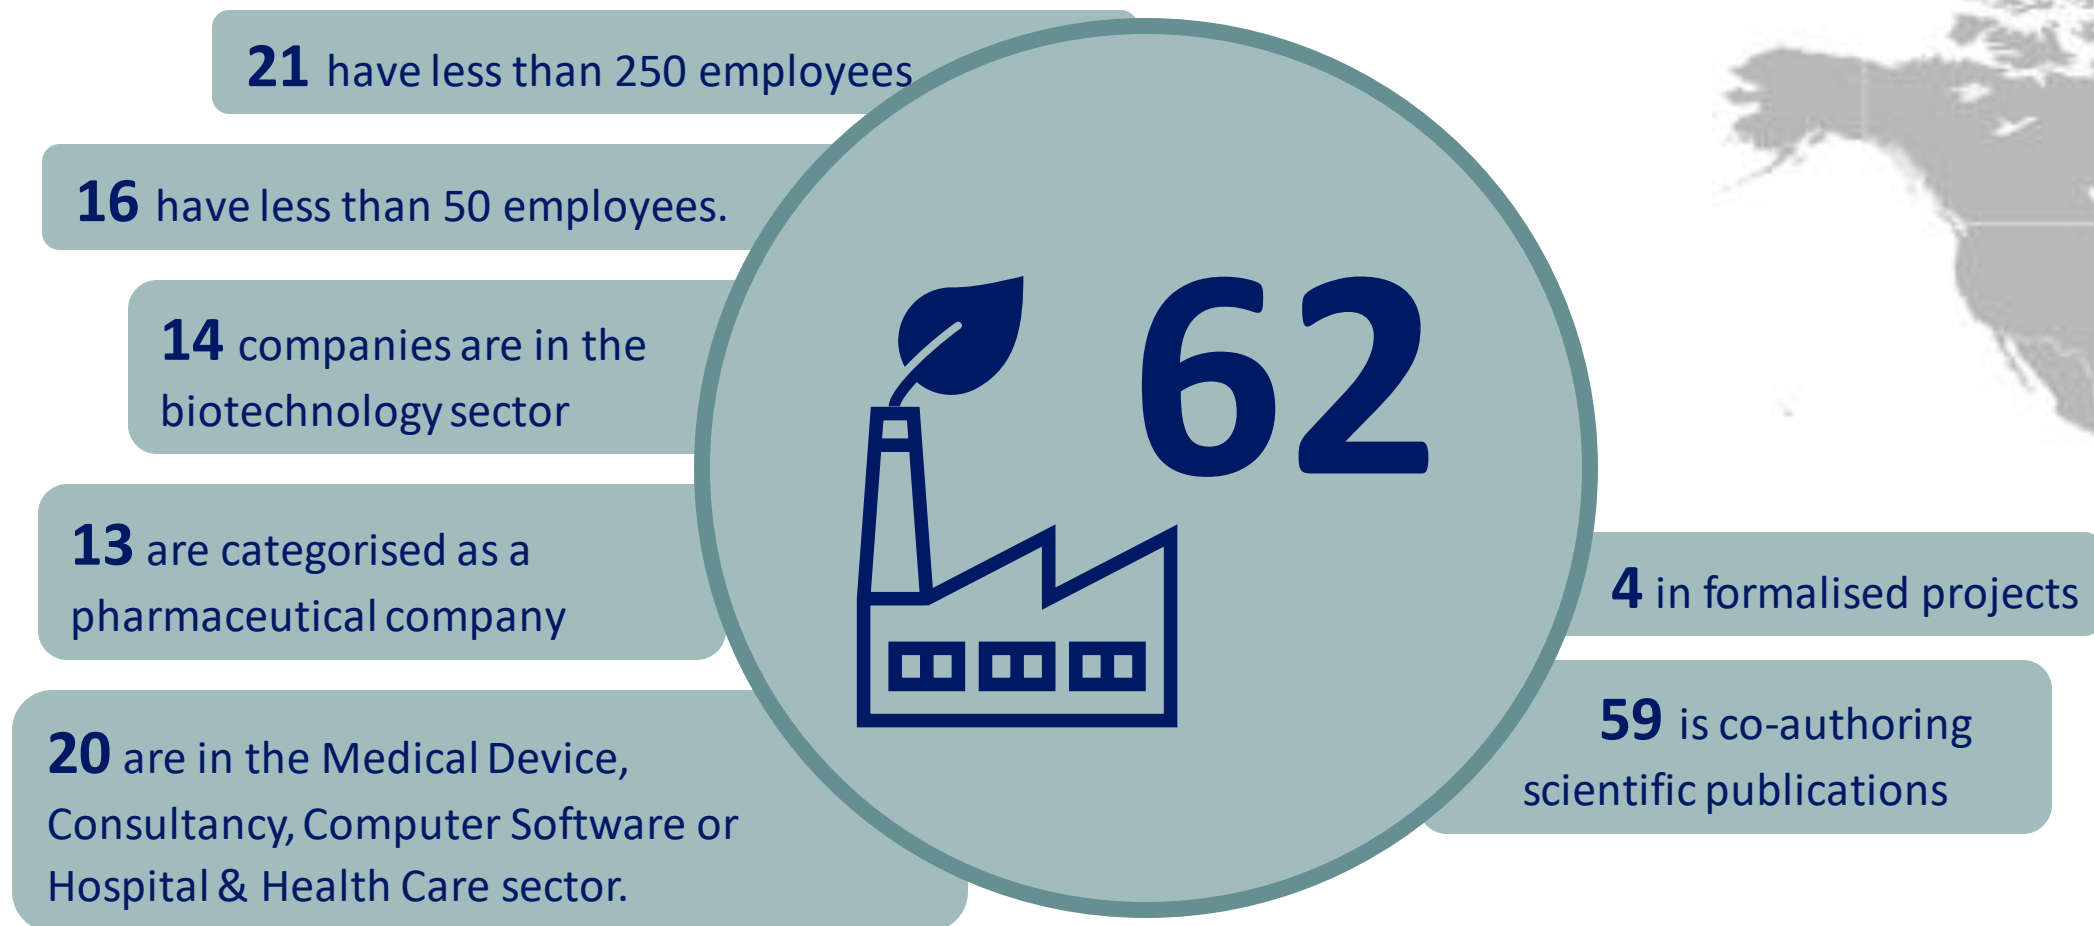 21 have less than 250 employees
16 have less than 50 employees.
14 companies are in the
biotechnology sector
13 are categorised as a
pharmaceutical company
20 are in the Medical Device,
Consultancy, Computer Software or
Hospital & Health Care sector.
62
4 in formalised projects
59 is co-authoring
scientific publications